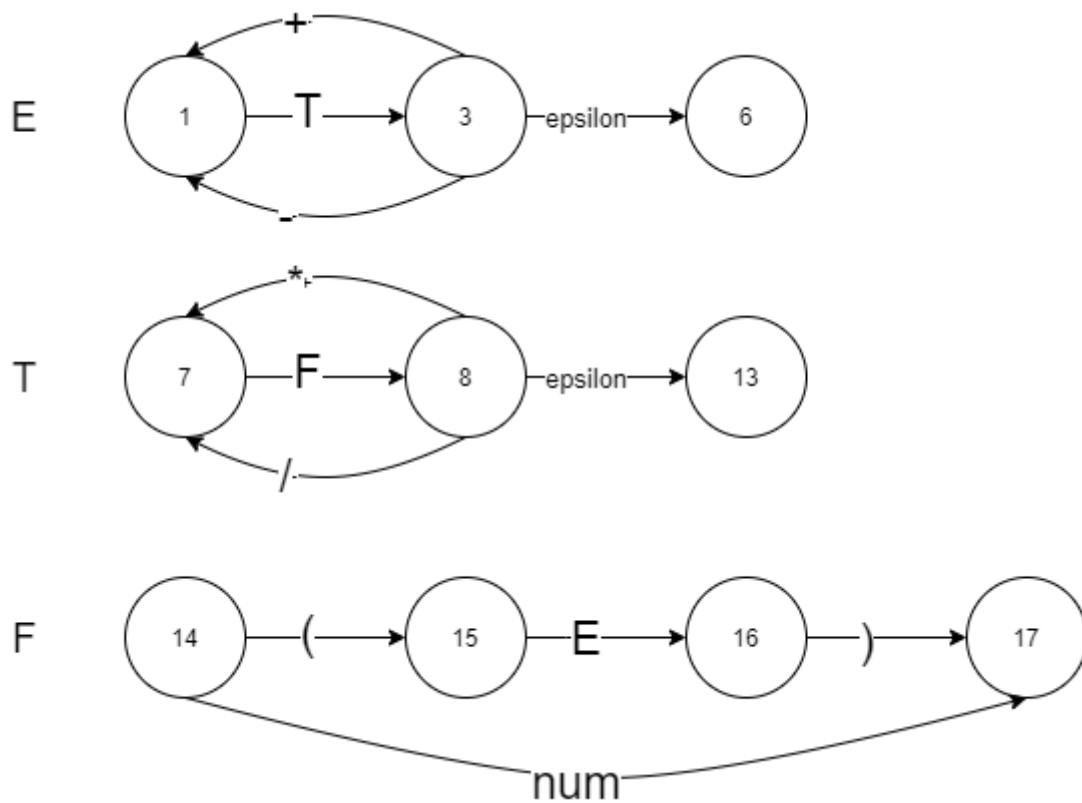 +
E 1 T 3 epsilon 6
-
*
T 7 F 8 epsilon 13
/
F 14 ( 15 E 16 ) 17
num